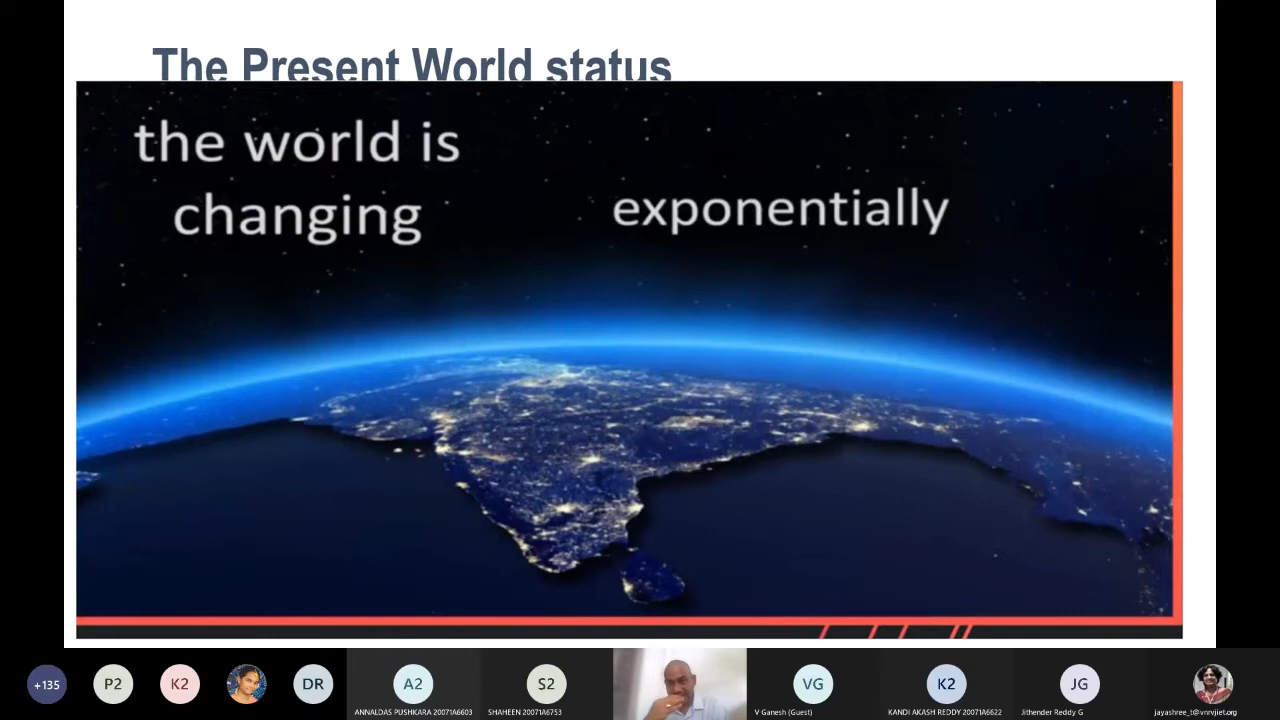 The Present World status
the world is
changing
exponentially
+135
P2
K2
DR
A2
ANNALDAS PUSHKARA 20071A6603
S2
SHAHEEN 20071A6753
VG
V Ganesh (Guest)
K2
KANDI AKASH REDDY 20071A6622
JG
Jithender Reddy G
jayashree_t@vnrvjiet.org